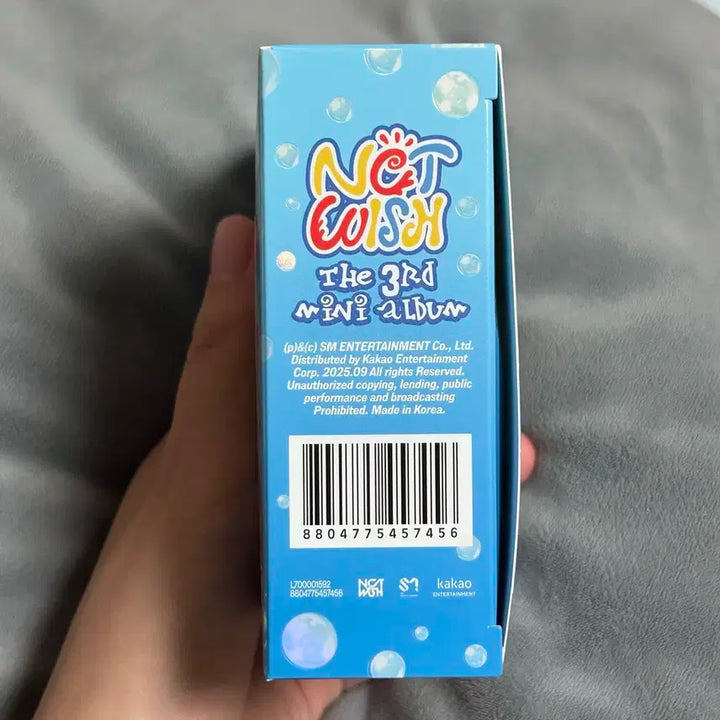 NCT
WISH
THE 3RD
MINI ALBUM
(p)&(c) SM ENTERTAINMENT Co., Ltd.
Distributed by Kakao Entertainment
Corp. 2025.09 All rights Reserved.
Unauthorized copying, lending, public
performance and broadcasting
Prohibited. Made in Korea.
8804775457456
L700001592
8804775457456
NCT
WISH
SM
kakao
ENTERTAINMENT